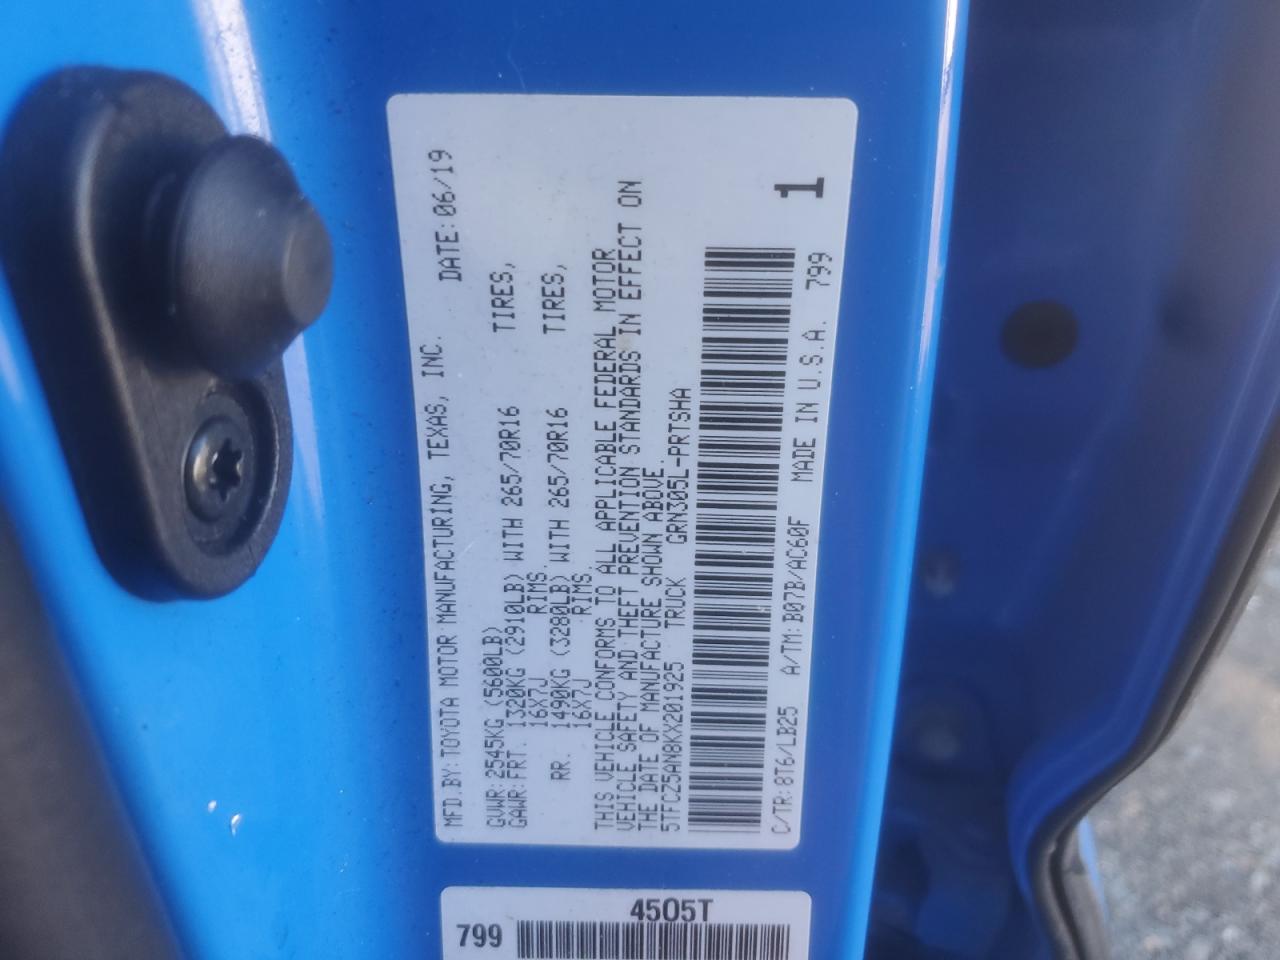 MFD.BY: TOYOTA MOTOR MANUFACTURING, TEXAS, INC. DATE: 06/19
GVWR: 2545KG (5600LB)
GAWR: FRT. 1320KG (2910LB) WITH 265/70R16 TIRES,
16X7J RIMS.
RR. 1490KG (3280LB) WITH 265/70R16 TIRES,
16X7J RIMS.
THIS VEHICLE CONFORMS TO ALL APPLICABLE FEDERAL MOTOR
VEHICLE SAFETY AND THEFT PREVENTION STANDARDS IN EFFECT ON
THE DATE OF MANUFACTURE SHOWN ABOVE.
5TFCZ5AN8KX201925 TRUCK GRN305L-PRTSHA
1
C/TR: 8T6/LB25 A/TM: B07B/AC60F MADE IN U.S.A. 799
4505T
799